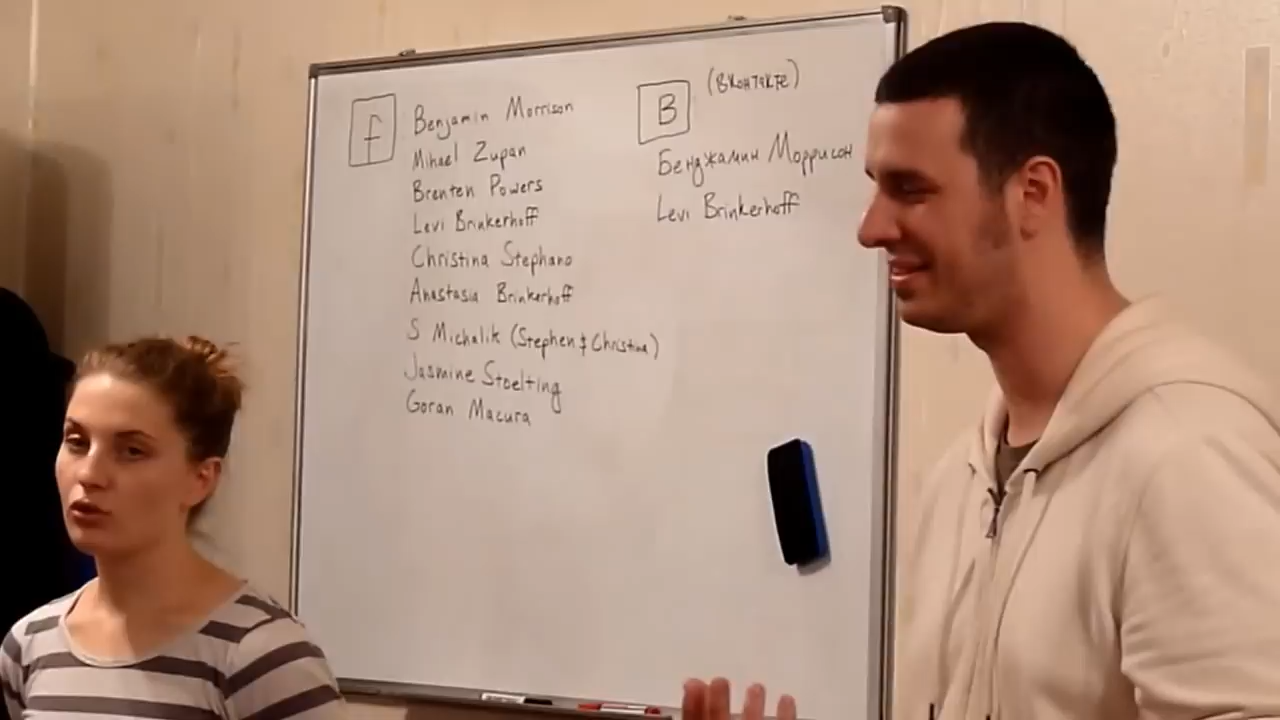 f
Benjamin Morrison
Mihael Zupan
Brenten Powers
Levi Brinkerhoff
Christina Stephano
Anastasia Brinkerhoff
S Michalik (Stephen & Christina)
Jasmine Stoelting
Goran Macura
В (ВКОНТАКТЕ)
Бенджамин Моррисон
Levi Brinkerhoff